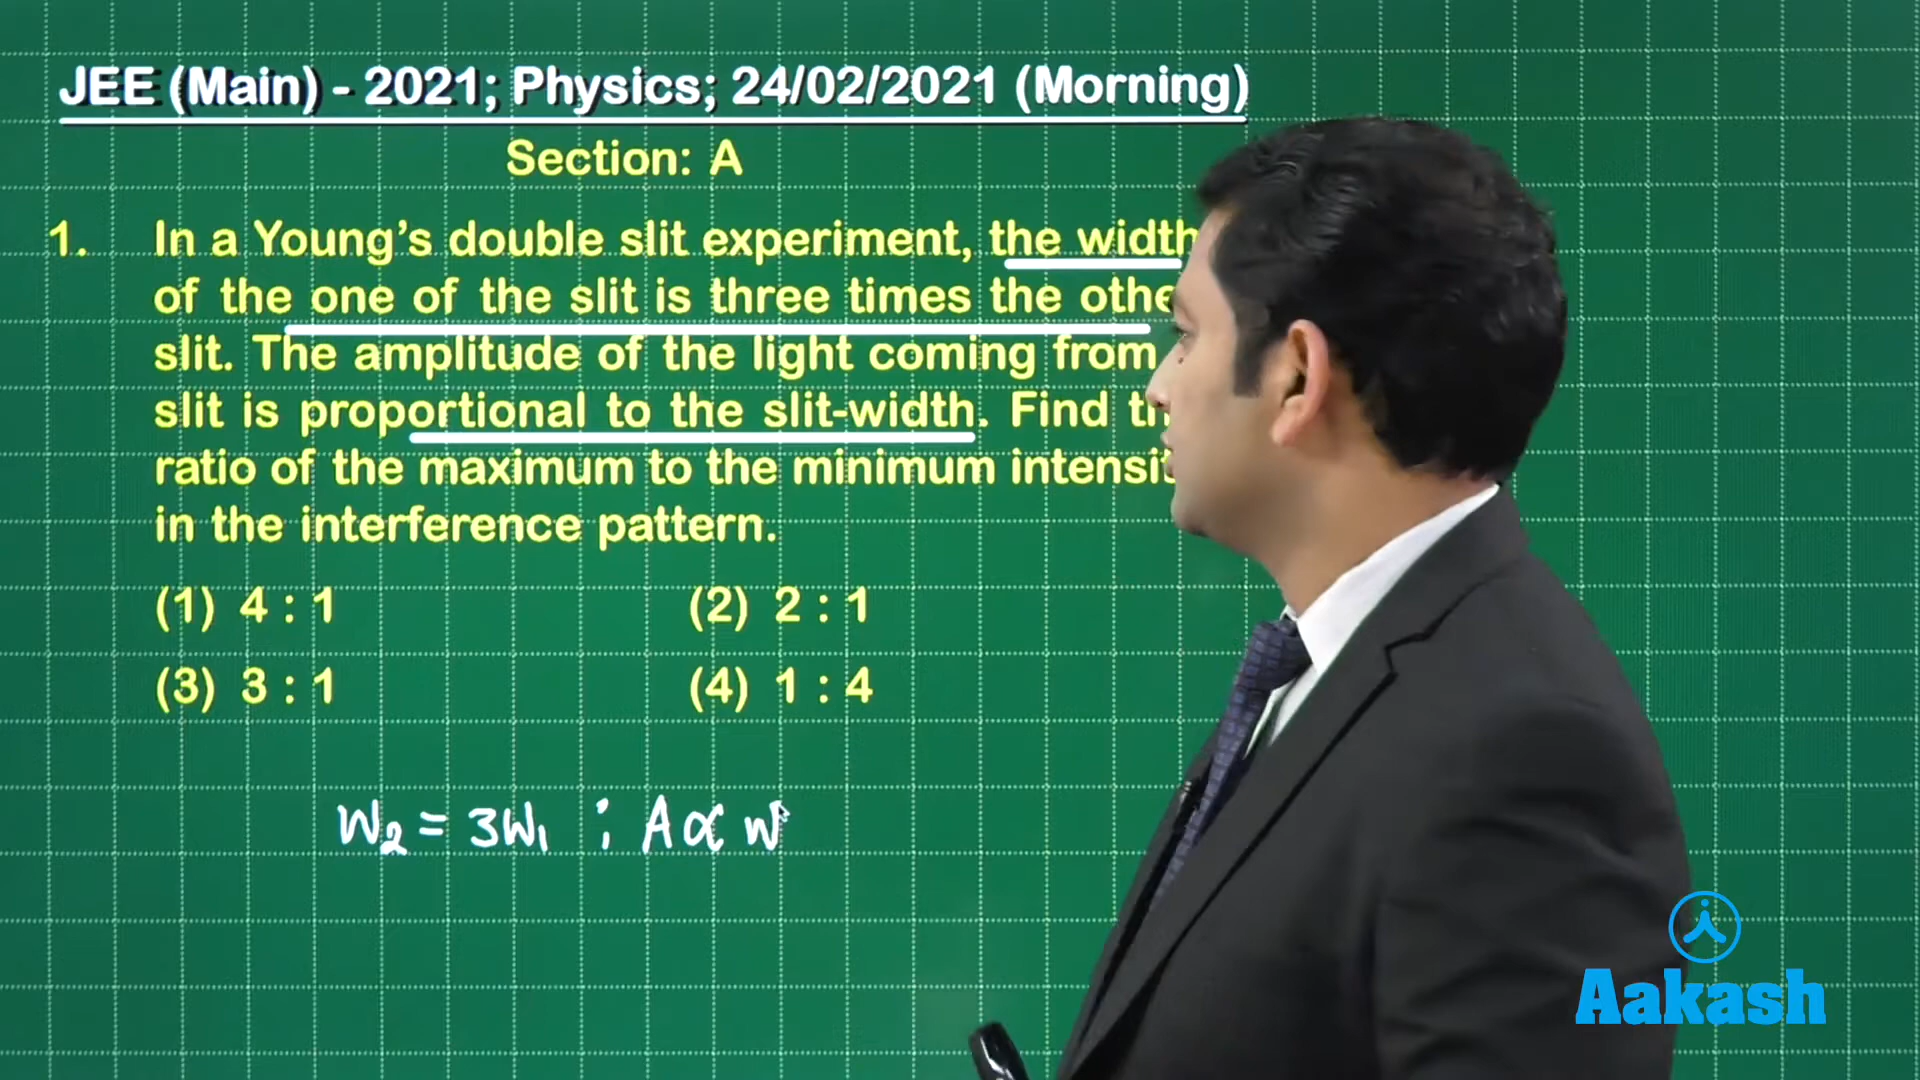 JEE (Main) - 2021; Physics; 24/02/2021 (Morning)
Section: A
1. In a Young's double slit experiment, the width
of the one of the slit is three times the othe
slit. The amplitude of the light coming from
slit is proportional to the slit-width. Find th
ratio of the maximum to the minimum intensit
in the interference pattern.
(1) 4 : 1 (2) 2 : 1
(3) 3 : 1 (4) 1 : 4
W₂ = 3W₁ ; A ∝ W
Aakash